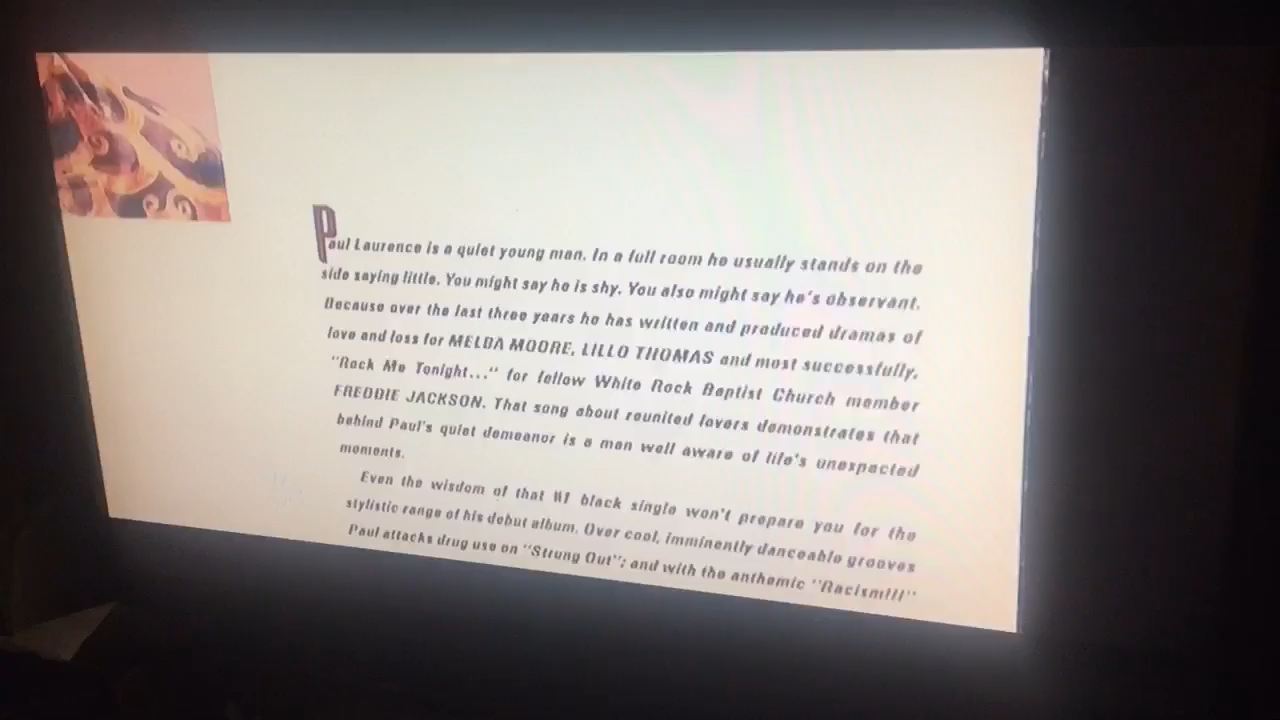 Paul Laurence is a quiet young man. In a full room he usually stands on the
side saying little. You might say he is shy. You also might say he's observant.
Because over the last three years he has written and produced dramas of
love and loss for MELBA MOORE, LILLO THOMAS and most successfully,
"Rock Me Tonight..." for fellow White Rock Baptist Church member
FREDDIE JACKSON. That song about reunited lovers demonstrates that
behind Paul's quiet demeanor is a man well aware of life's unexpected
moments.
Even the wisdom of that #1 black single won't prepare you for the
stylistic range of his debut album. Over cool, imminently danceable grooves
Paul attacks drug use on "Strung Out"; and with the anthemic "Racism!!!"